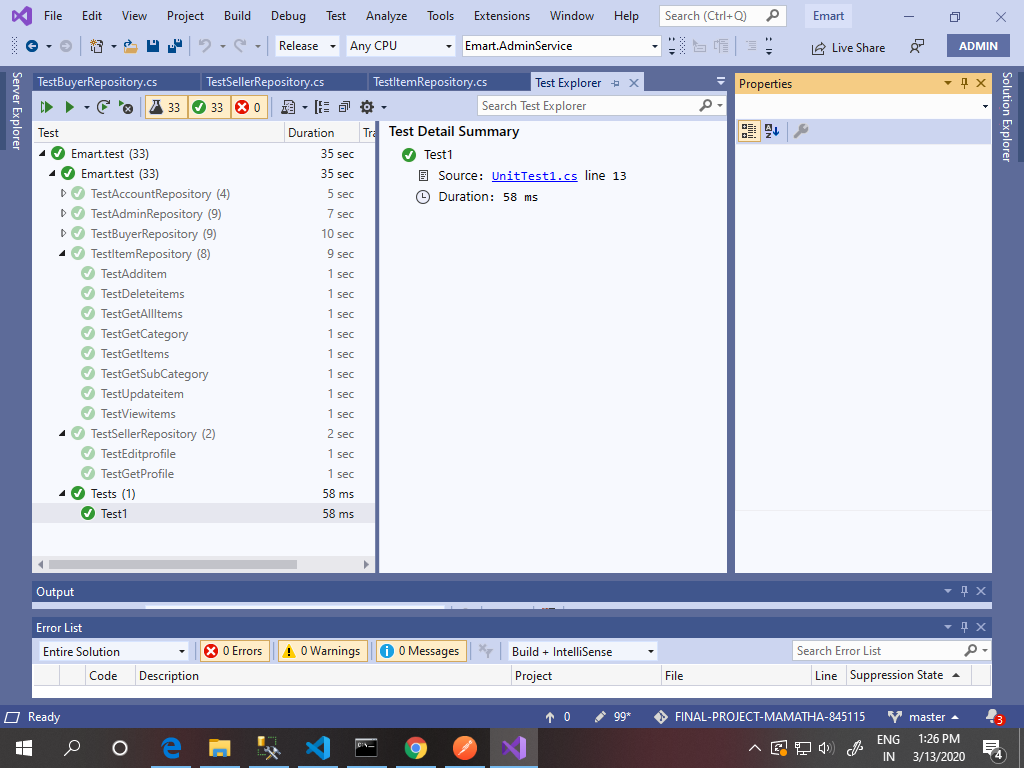 File Edit View Project Build Debug Test Analyze Tools Extensions Window Help Search (Ctrl+Q) Emart
Release Any CPU Emart.AdminService Live Share ADMIN
Server Explorer
TestBuyerRepository.cs TestSellerRepository.cs TestItemRepository.cs Test Explorer
33 33 0 Search Test Explorer
Test Duration Tra
Emart.test (33) 35 sec
Emart.test (33) 35 sec
TestAccountRepository (4) 5 sec
TestAdminRepository (9) 7 sec
TestBuyerRepository (9) 10 sec
TestItemRepository (8) 9 sec
TestAdditem 1 sec
TestDeleteitems 1 sec
TestGetAllItems 1 sec
TestGetCategory 1 sec
TestGetItems 1 sec
TestGetSubCategory 1 sec
TestUpdateitem 1 sec
TestViewitems 1 sec
TestSellerRepository (2) 2 sec
TestEditprofile 1 sec
TestGetProfile 1 sec
Tests (1) 58 ms
Test1 58 ms
Test Detail Summary
Test1
Source: UnitTest1.cs line 13
Duration: 58 ms
Properties
Solution Explorer
Output
Error List
Entire Solution 0 Errors 0 Warnings 0 Messages Build + IntelliSense Search Error List
Code Description Project File Line Suppression State
Ready 0 99* FINAL-PROJECT-MAMATHA-845115 master 3
ENG
IN
1:26 PM
3/13/2020
4